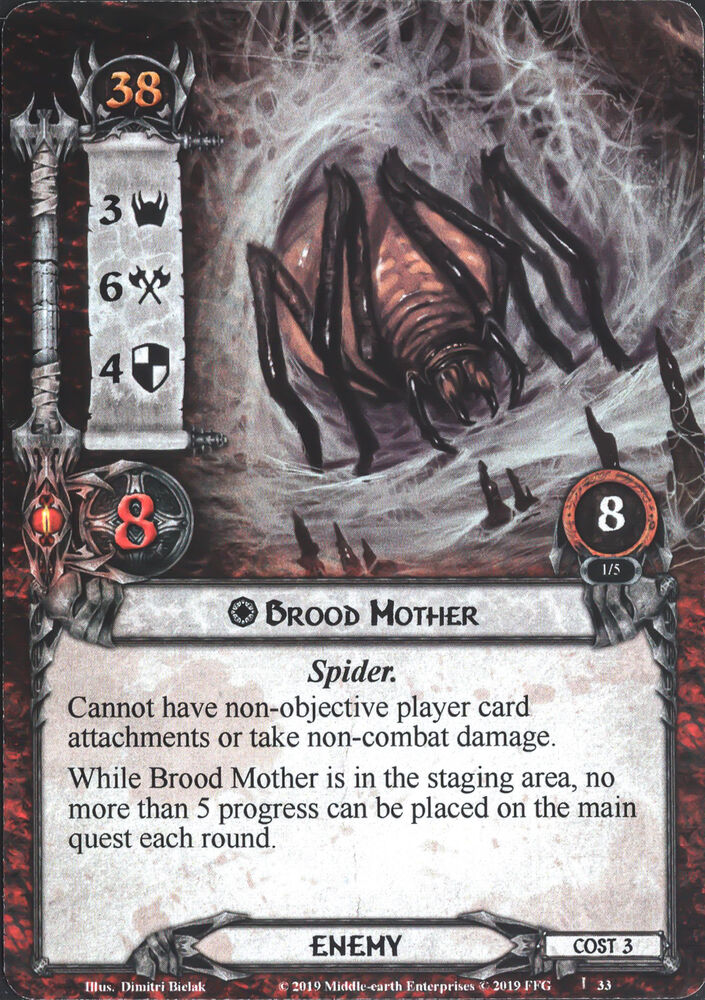 38
3
6
4
8
8
1/5
BROOD MOTHER
Spider.
Cannot have non-objective player card
attachments or take non-combat damage.
While Brood Mother is in the staging area, no
more than 5 progress can be placed on the main
quest each round.
ENEMY
COST 3
Illus. Dimitri Bielak
© 2019 Middle-earth Enterprises © 2019 FFG
33